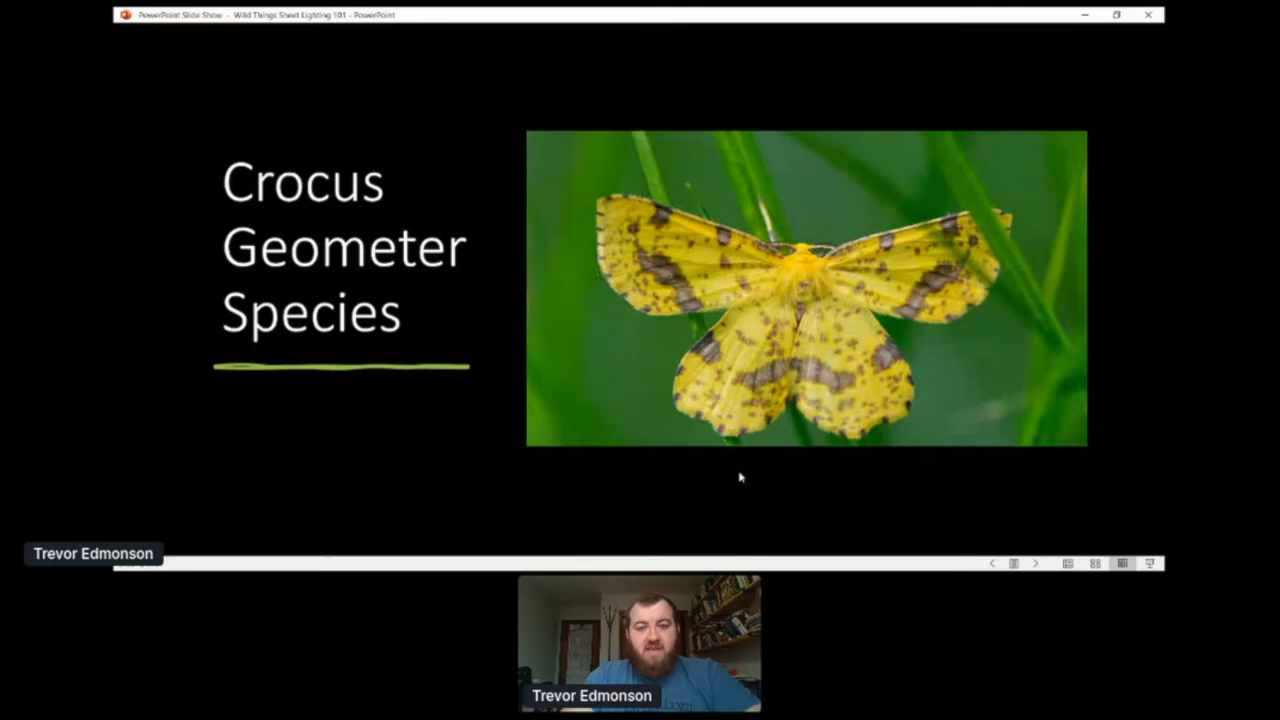 PowerPoint Slide Show - Wild Things Sheet Lighting 101 - PowerPoint
Crocus
Geometer
Species
Trevor Edmonson
Trevor Edmonson